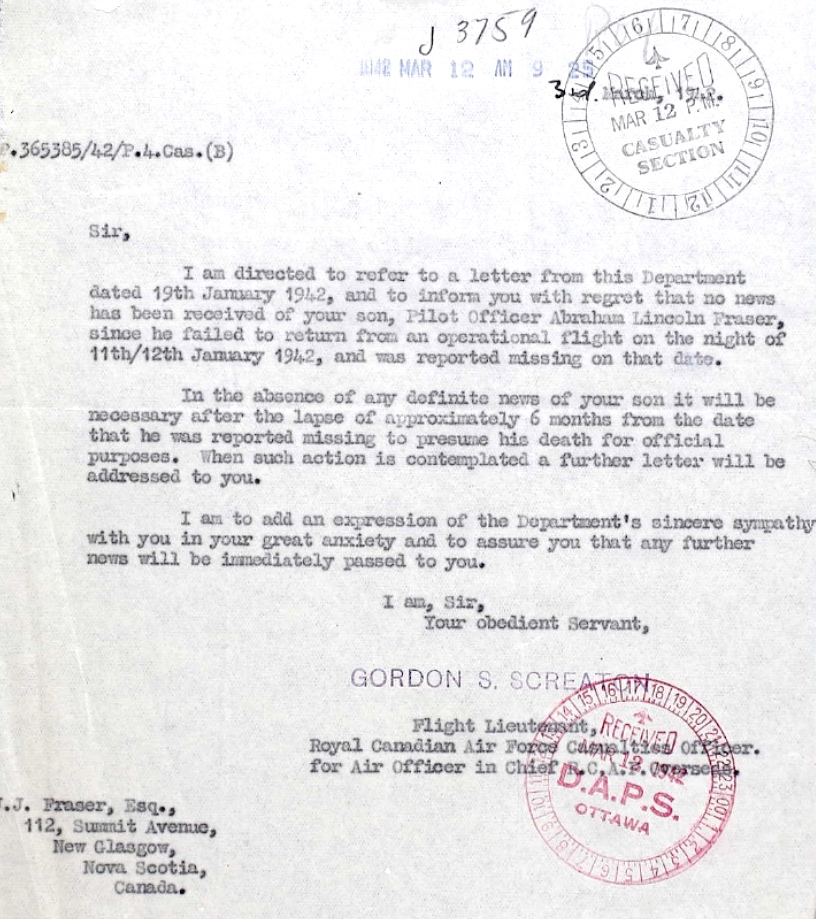 J 3759
1942 MAR 12 AM 9 25
3rd. March, 1942.
RECEIVED
MAR 12 P.M.
CASUALTY
SECTION
P.365385/42/P.4.Cas.(B)
Sir,
I am directed to refer to a letter from this Department
dated 19th January 1942, and to inform you with regret that no news
has been received of your son, Pilot Officer Abraham Lincoln Fraser,
since he failed to return from an operational flight on the night of
11th/12th January 1942, and was reported missing on that date.
In the absence of any definite news of your son it will be
necessary after the lapse of approximately 6 months from the date
that he was reported missing to presume his death for official
purposes. When such action is contemplated a further letter will be
addressed to you.
I am to add an expression of the Department's sincere sympathy
with you in your great anxiety and to assure you that any further
news will be immediately passed to you.
I am, Sir,
Your obedient Servant,
GORDON S. SCREATON
Flight Lieutenant,
Royal Canadian Air Force Casualties Officer.
for Air Officer in Chief R.C.A.F.Overseas.
RECEIVED
MAR 12 1942
D.A.P.S.
OTTAWA
J.J. Fraser, Esq.,
112, Summit Avenue,
New Glasgow,
Nova Scotia,
Canada.